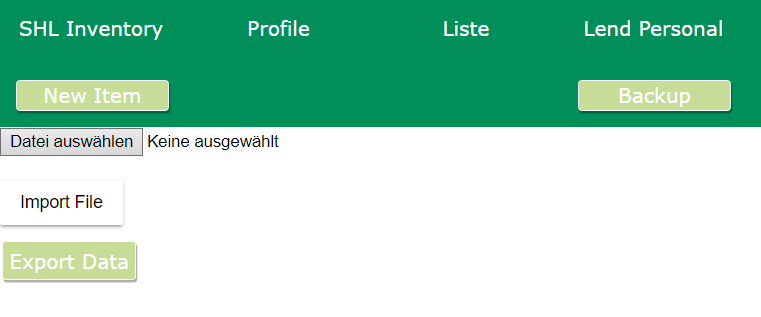 SHL Inventory Profile Liste Lend Personal
New Item Backup
Datei auswählen Keine ausgewählt
Import File
Export Data